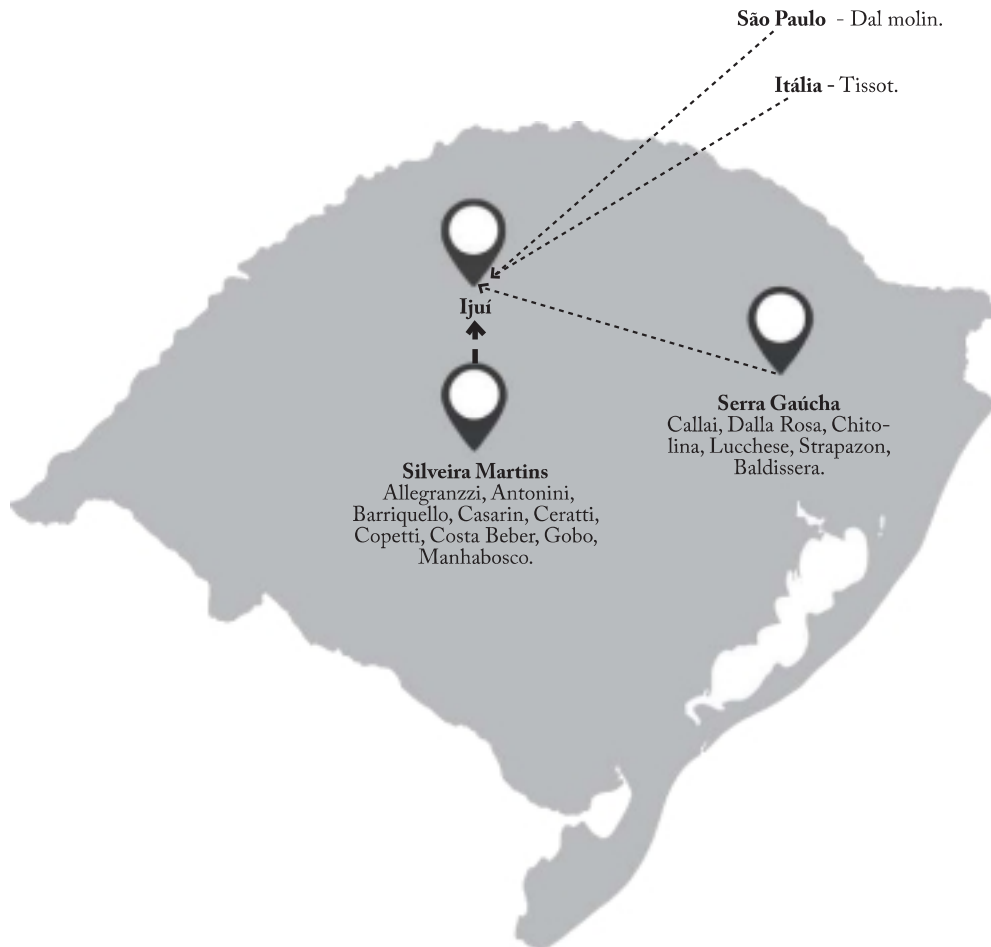 São Paulo - Dal molin.
Itália - Tissot.
Ijuí
Serra Gaúcha
Callai, Dalla Rosa, Chito-
lina, Lucchese, Strapazon,
Baldissera.
Silveira Martins
Allegranzzi, Antonini,
Barriquello, Casarin, Ceratti,
Copetti, Costa Beber, Gobo,
Manhabosco.